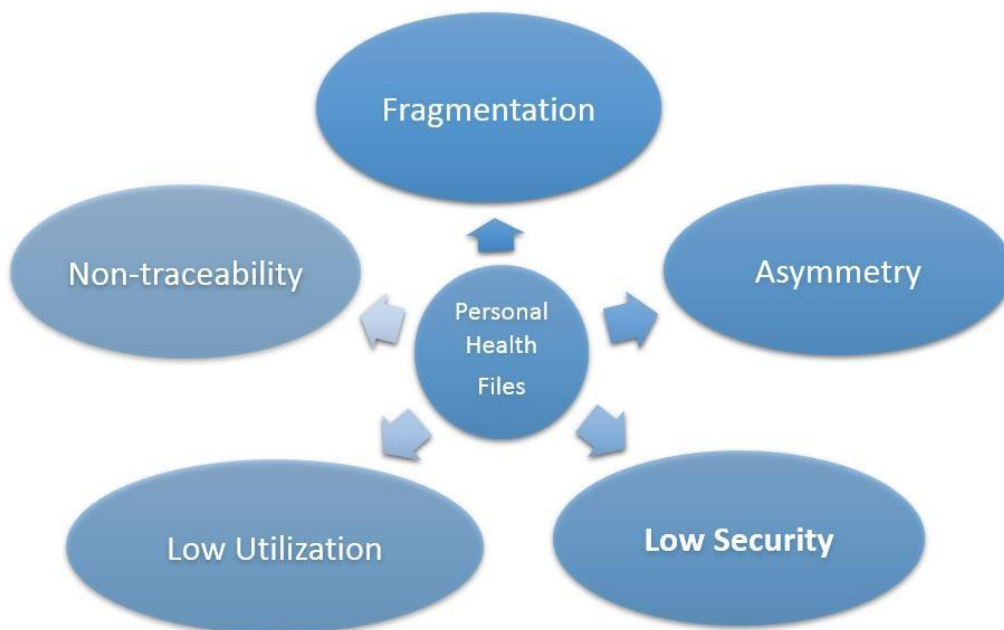 Fragmentation
Non-traceability
Asymmetry
Personal
Health
Files
Low Utilization
Low Security